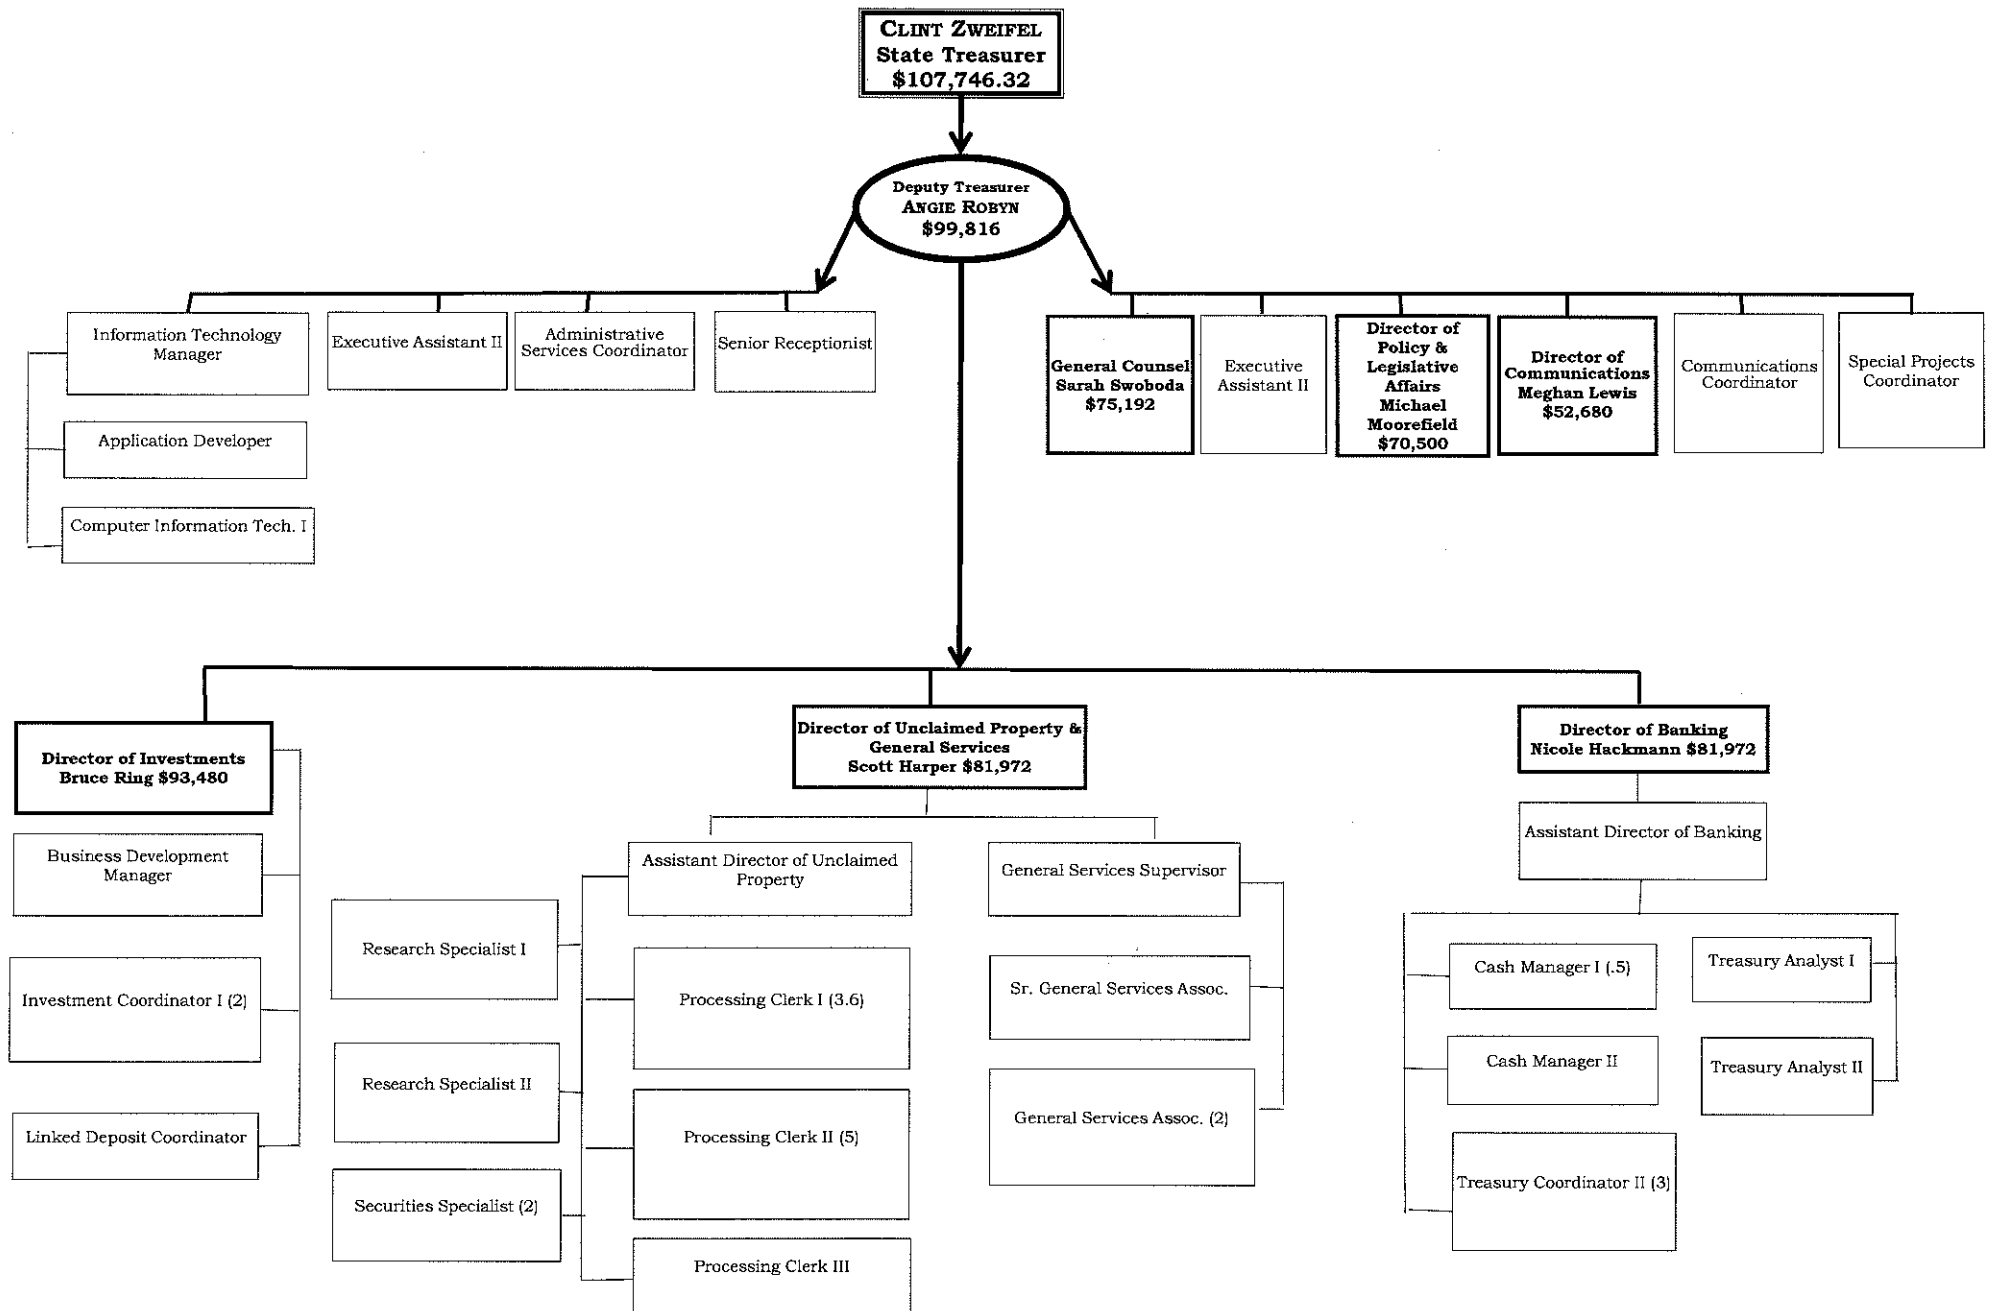 CLINT ZWEIFEL
State Treasurer
$107,746.32
Deputy Treasurer
ANGIE ROBYN
$99,816
Information Technology
Manager
Executive Assistant II
Administrative
Services Coordinator
Senior Receptionist
General Counsel
Sarah Swoboda
$75,192
Executive
Assistant II
Director of
Policy &
Legislative
Affairs
Michael
Moorefield
$70,500
Director of
Communications
Meghan Lewis
$52,680
Communications
Coordinator
Special Projects
Coordinator
Application Developer
Computer Information Tech. I
Director of Investments
Bruce Ring $93,480
Business Development
Manager
Investment Coordinator I (2)
Linked Deposit Coordinator
Director of Unclaimed Property &
General Services
Scott Harper $81,972
Assistant Director of Unclaimed
Property
Research Specialist I
Research Specialist II
Securities Specialist (2)
Processing Clerk I (3.6)
Processing Clerk II (5)
Processing Clerk III
General Services Supervisor
Sr. General Services Assoc.
General Services Assoc. (2)
Director of Banking
Nicole Hackmann $81,972
Assistant Director of Banking
Cash Manager I (.5)
Cash Manager II
Treasury Coordinator II (3)
Treasury Analyst I
Treasury Analyst II